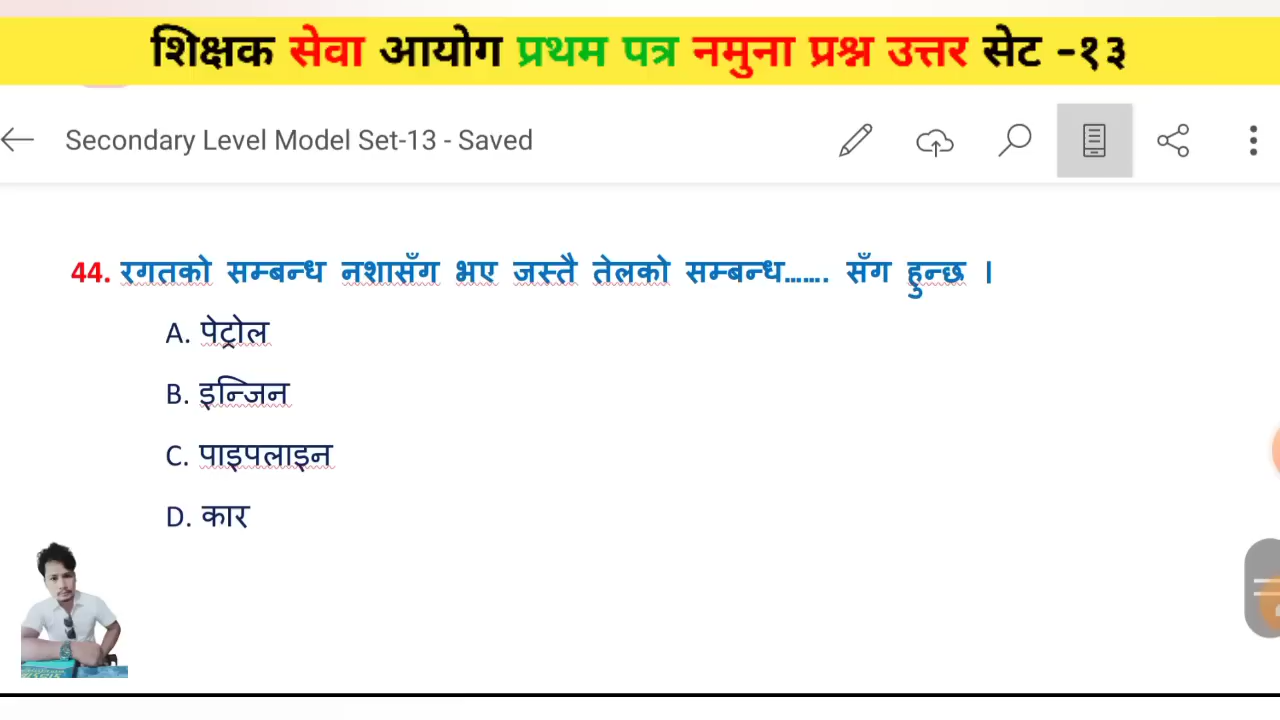 शिक्षक सेवा आयोग प्रथम पत्र नमुना प्रश्न उत्तर सेट -१३
Secondary Level Model Set-13 - Saved
44. रगतको सम्बन्ध नशासँग भए जस्तै तेलको सम्बन्ध....... सँग हुन्छ ।
A. पेट्रोल
B. इन्जिन
C. पाइपलाइन
D. कार